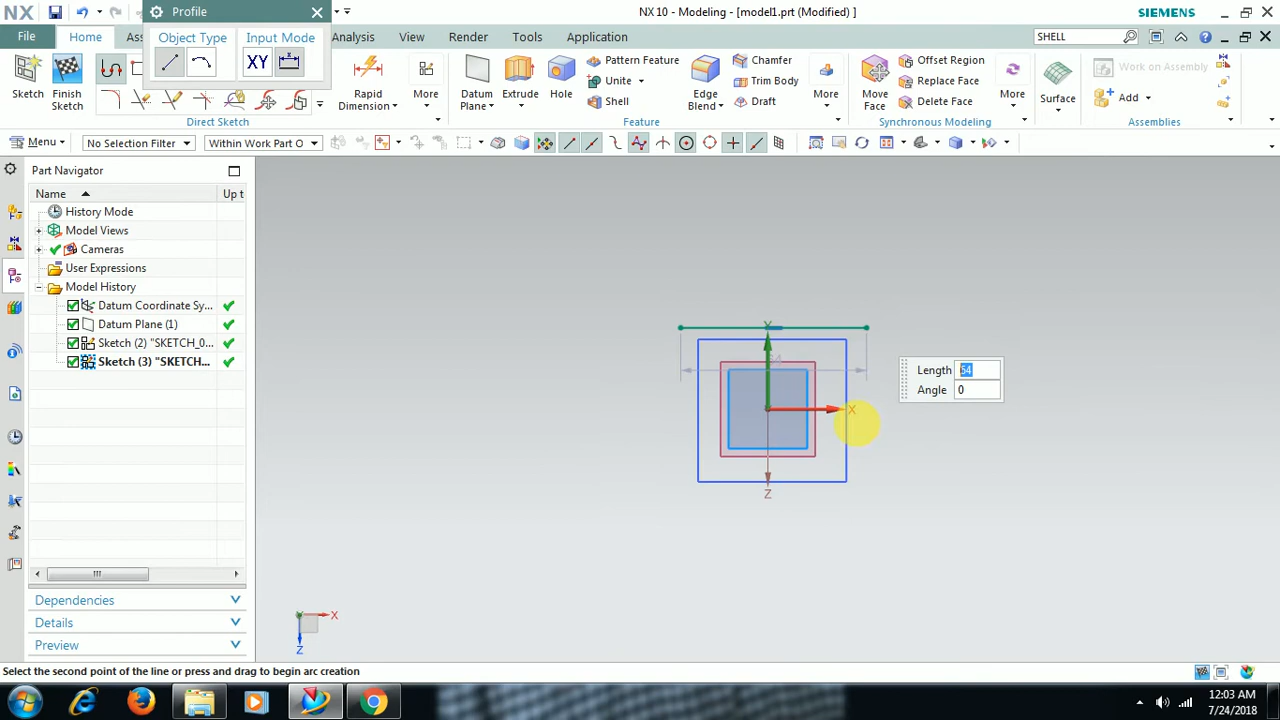 NX
Profile
NX 10 - Modeling - [model1.prt (Modified) ]
SIEMENS
File
Home
Analysis
View
Render
Tools
Application
SHELL
Object Type
Input Mode
XY
Sketch
Finish
Sketch
Direct Sketch
Rapid
Dimension
More
Datum
Plane
Extrude
Hole
Pattern Feature
Unite
Shell
Edge
Blend
Chamfer
Trim Body
Draft
More
Feature
Move
Face
Offset Region
Replace Face
Delete Face
More
Synchronous Modeling
Surface
Work on Assembly
Add
Assemblies
Menu
No Selection Filter
Within Work Part O
Part Navigator
Name
Up t
History Mode
Model Views
Cameras
User Expressions
Model History
Datum Coordinate Sy...
Datum Plane (1)
Sketch (2) "SKETCH_0...
Sketch (3) "SKETCH...
Dependencies
Details
Preview
Length 54
Angle 0
X
Z
X
Z
Select the second point of the line or press and drag to begin arc creation
12:03 AM
7/24/2018